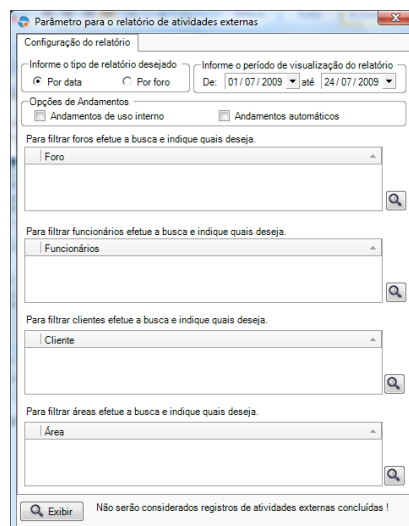 Parâmetro para o relatório de atividades externas
Configuração do relatório
Informe o tipo de relatório desejado
Por data Por foro
Informe o período de visualização do relatório
De: 01/07/2009 até 24/07/2009
Opções de Andamentos
Andamentos de uso interno Andamentos automáticos
Para filtrar foros efetue a busca e indique quais deseja.
Foro
Para filtrar funcionários efetue a busca e indique quais deseja.
Funcionários
Para filtrar clientes efetue a busca e indique quais deseja.
Cliente
Para filtrar áreas efetue a busca e indique quais deseja.
Área
Exibir Não serão considerados registros de atividades externas concluídas !